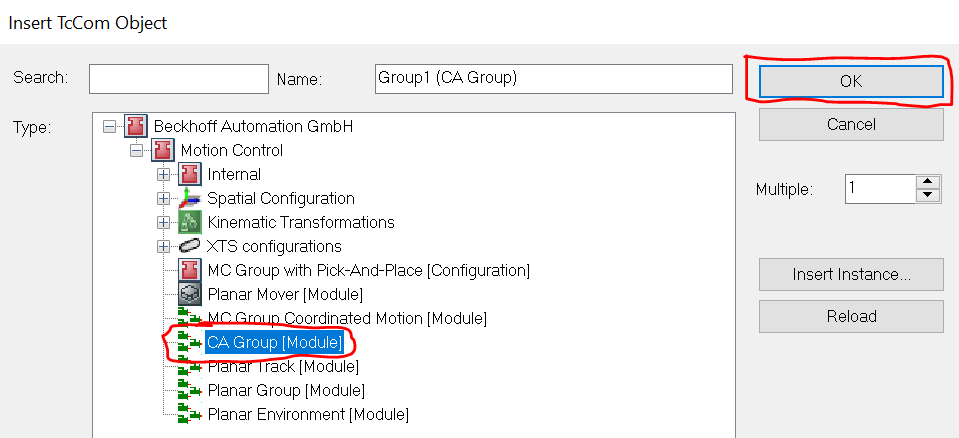 Insert TcCom Object
Search:
Name: Group1 (CA Group)
OK
Type:
Beckhoff Automation GmbH
Cancel
Motion Control
Internal
Multiple: 1
Spatial Configuration
Kinematic Transformations
XTS configurations
MC Group with Pick-And-Place [Configuration]
Insert Instance...
Planar Mover [Module]
MC Group Coordinated Motion [Module]
Reload
CA Group [Module]
Planar Track [Module]
Planar Group [Module]
Planar Environment [Module]